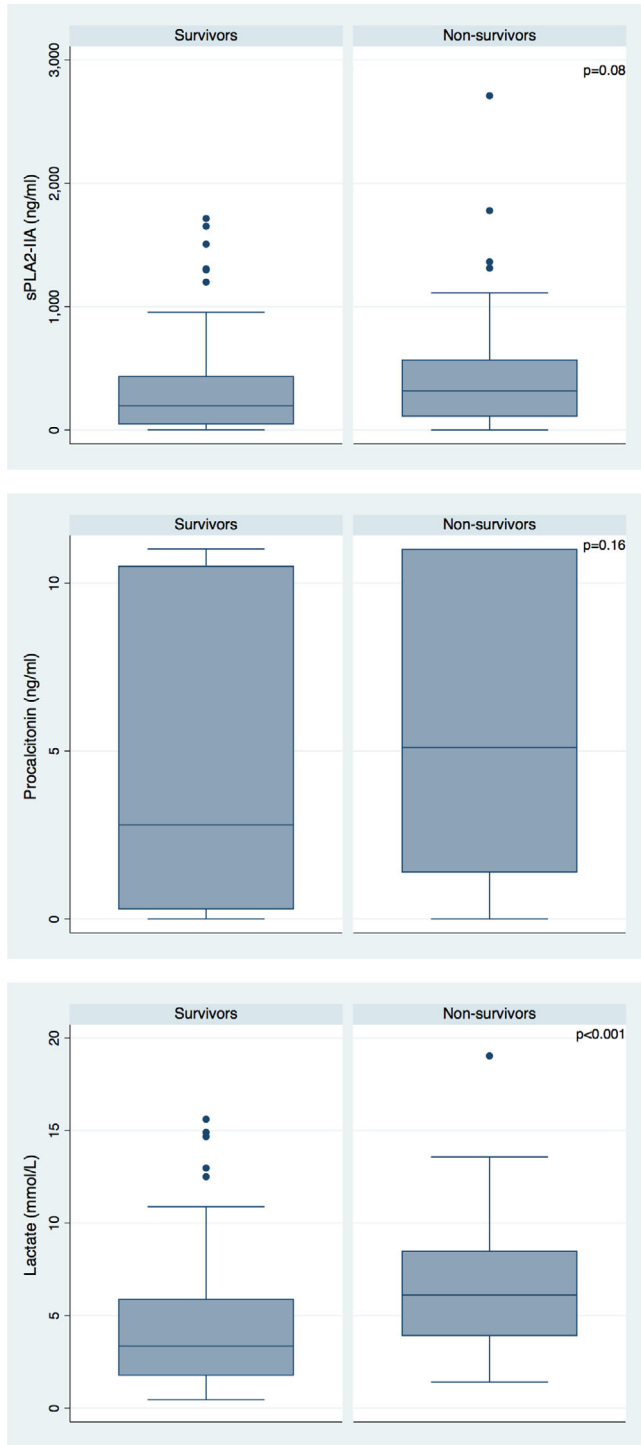 Survivors Non-survivors
p=0.08
3,000
2,000
1,000
0
sPLA2-IIA (ng/ml)
Survivors Non-survivors
p=0.16
10
5
0
Procalcitonin (ng/ml)
Survivors Non-survivors
p<0.001
20
15
10
5
0
Lactate (mmol/L)